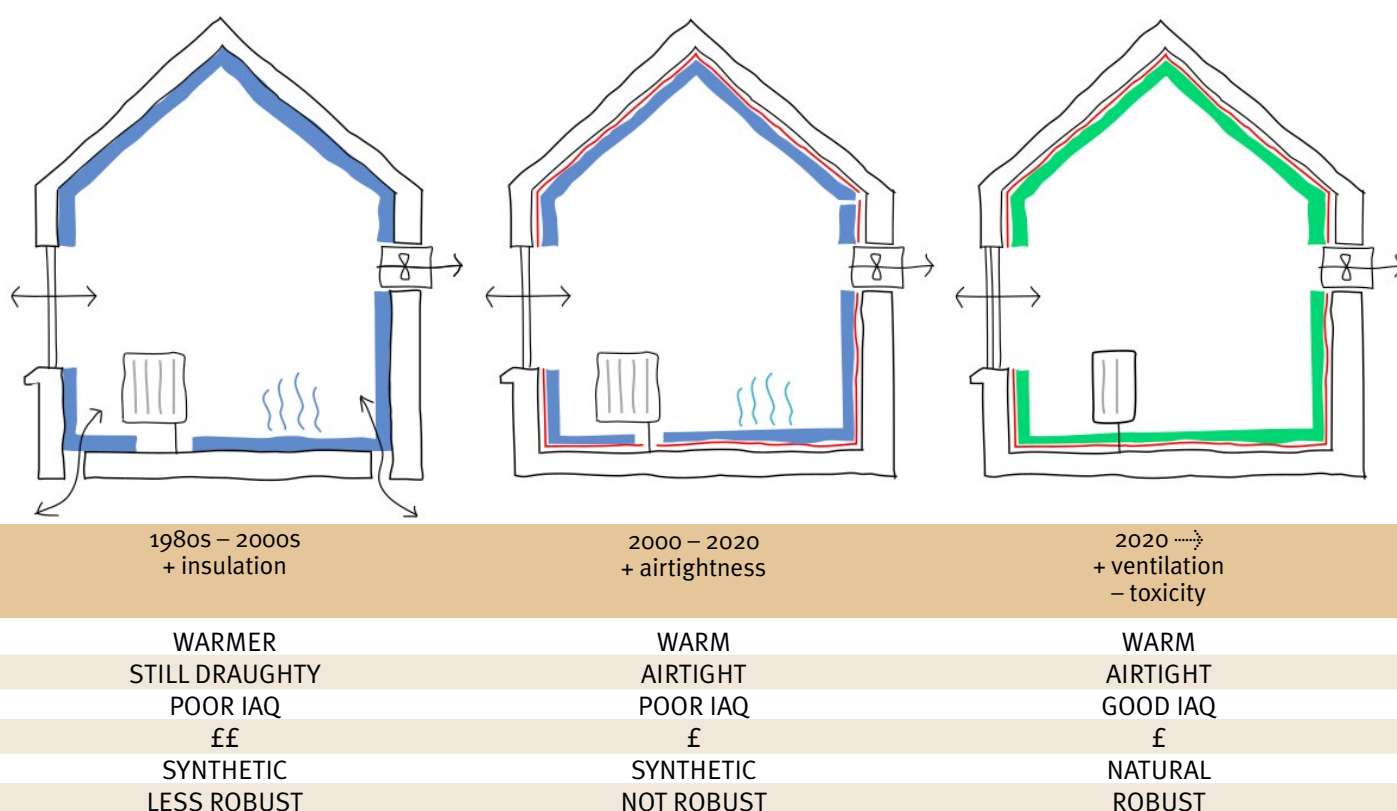 1980s – 2000s
+ insulation
2000 – 2020
+ airtightness
2020 ····>
+ ventilation
– toxicity
WARMER
WARM
WARM
STILL DRAUGHTY
AIRTIGHT
AIRTIGHT
POOR IAQ
POOR IAQ
GOOD IAQ
££
£
£
SYNTHETIC
SYNTHETIC
NATURAL
LESS ROBUST
NOT ROBUST
ROBUST